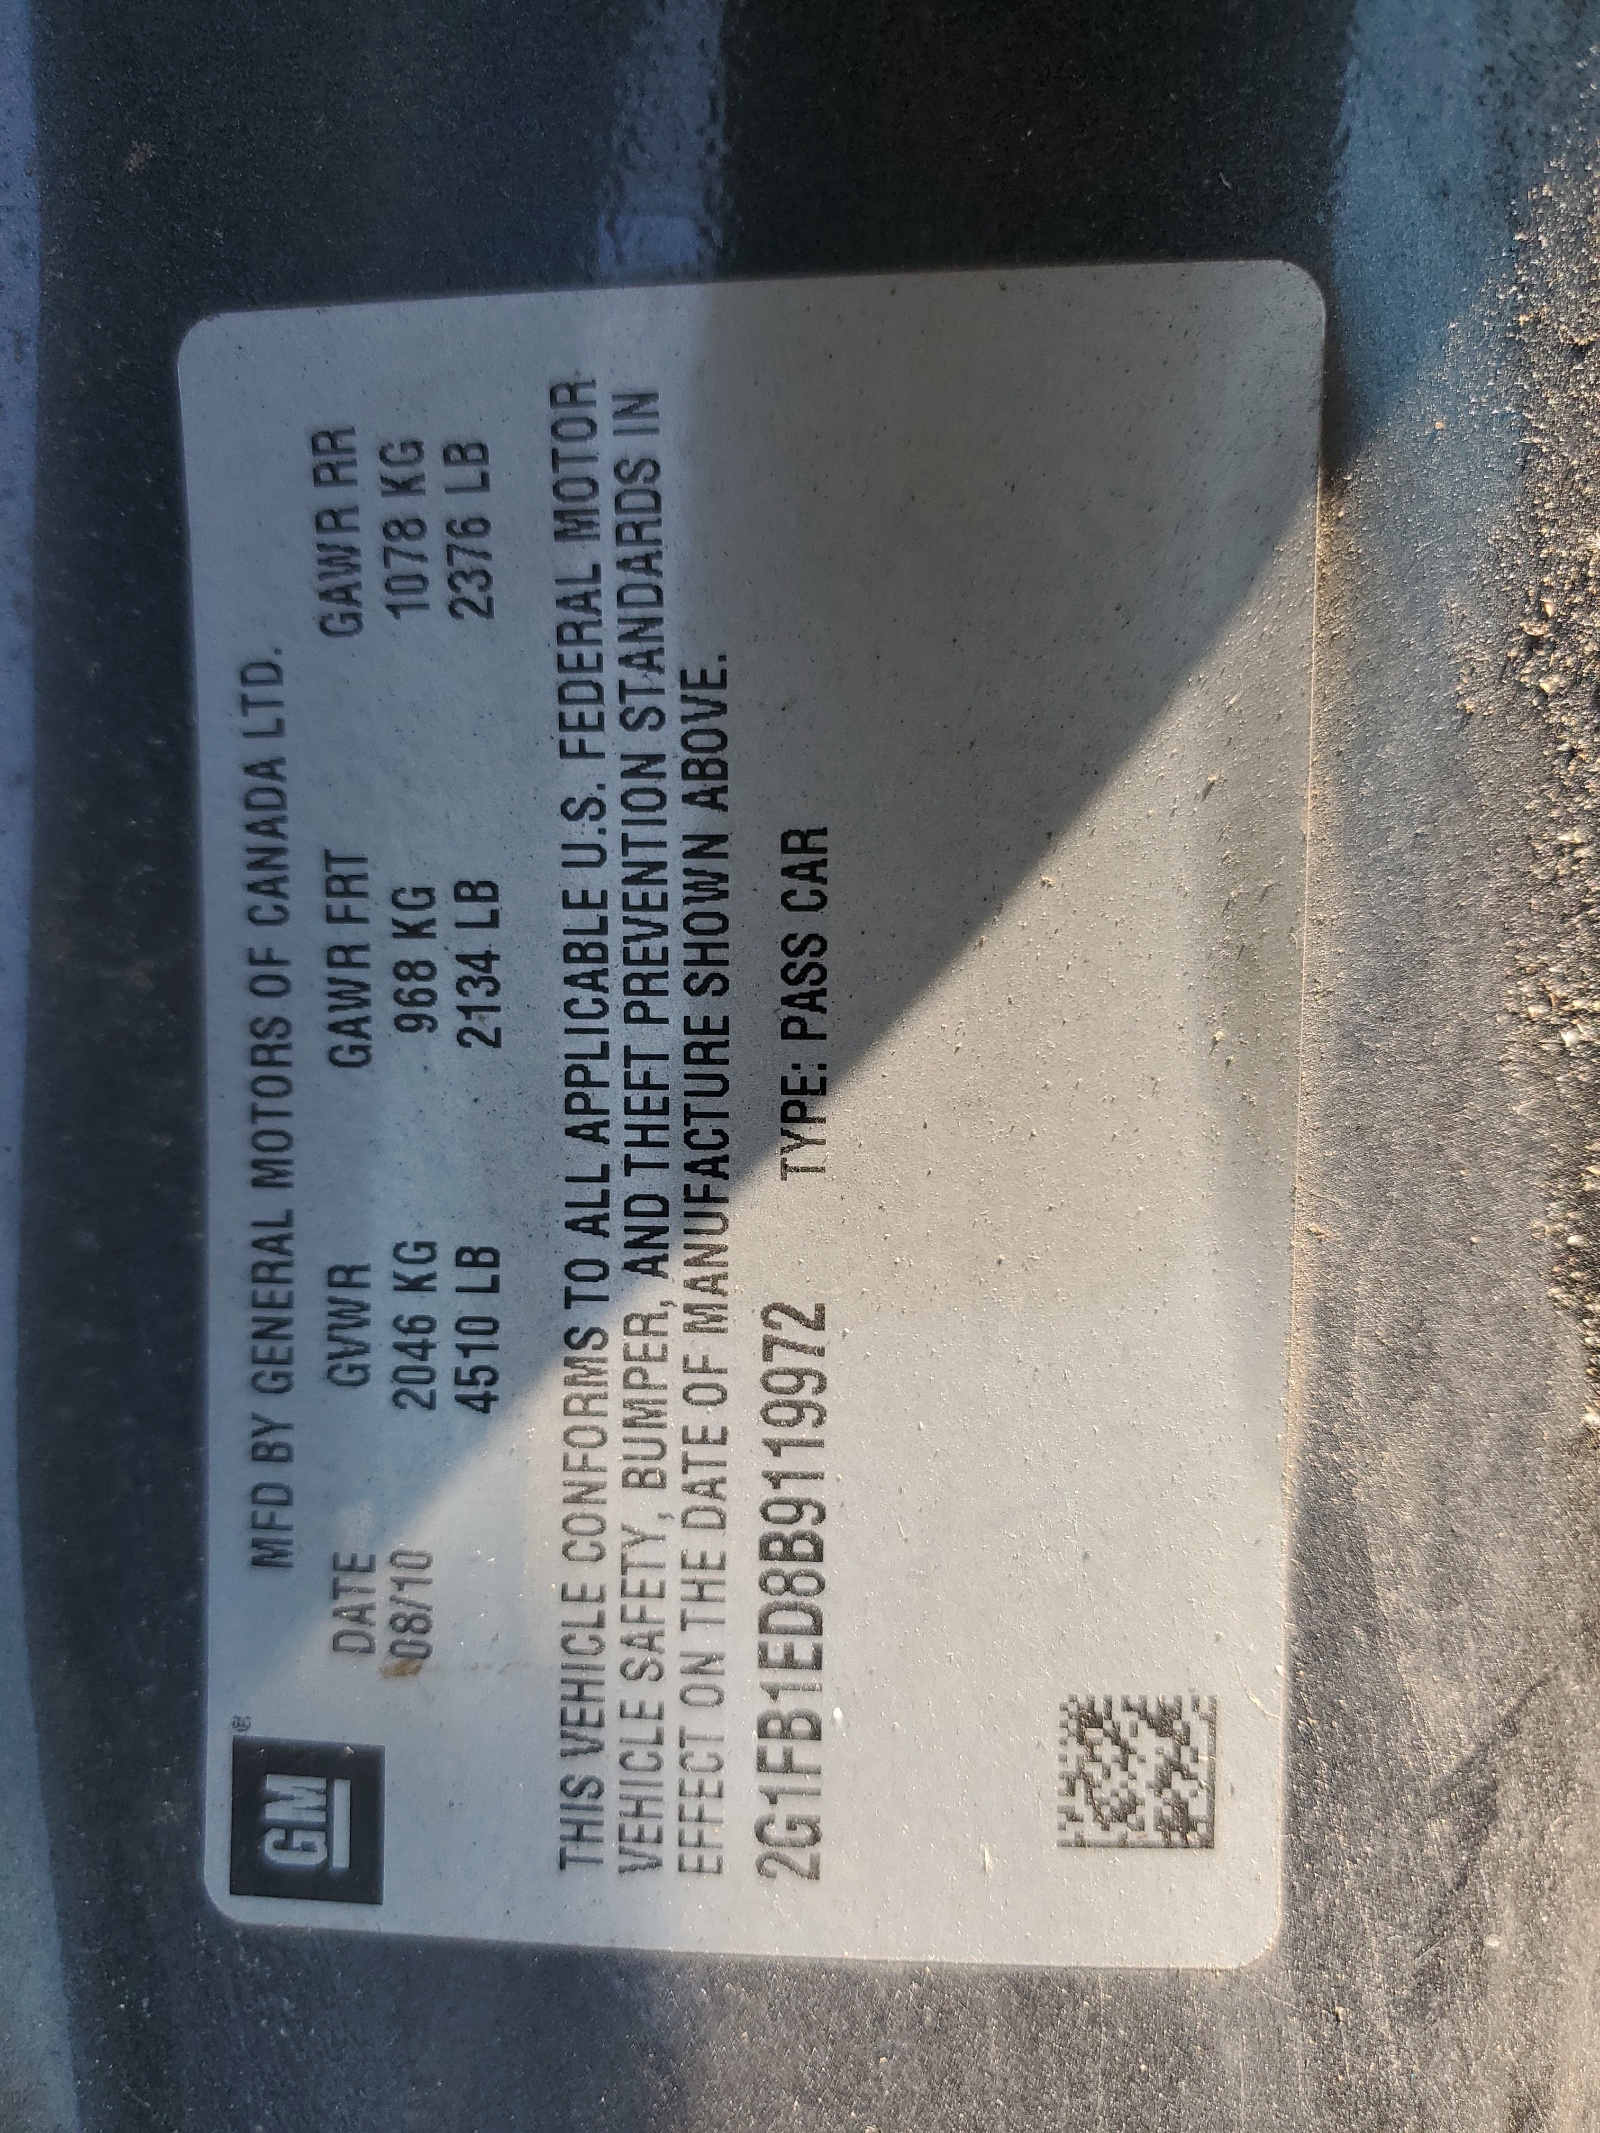 GM ®
MFD BY GENERAL MOTORS OF CANADA LTD.
DATE GVWR GAWR FRT GAWR RR
08/10 2046 KG 968 KG 1078 KG
4510 LB 2134 LB 2376 LB
THIS VEHICLE CONFORMS TO ALL APPLICABLE U.S. FEDERAL MOTOR
VEHICLE SAFETY, BUMPER, AND THEFT PREVENTION STANDARDS IN
EFFECT ON THE DATE OF MANUFACTURE SHOWN ABOVE.
2G1FB1ED8B9119972 TYPE: PASS CAR